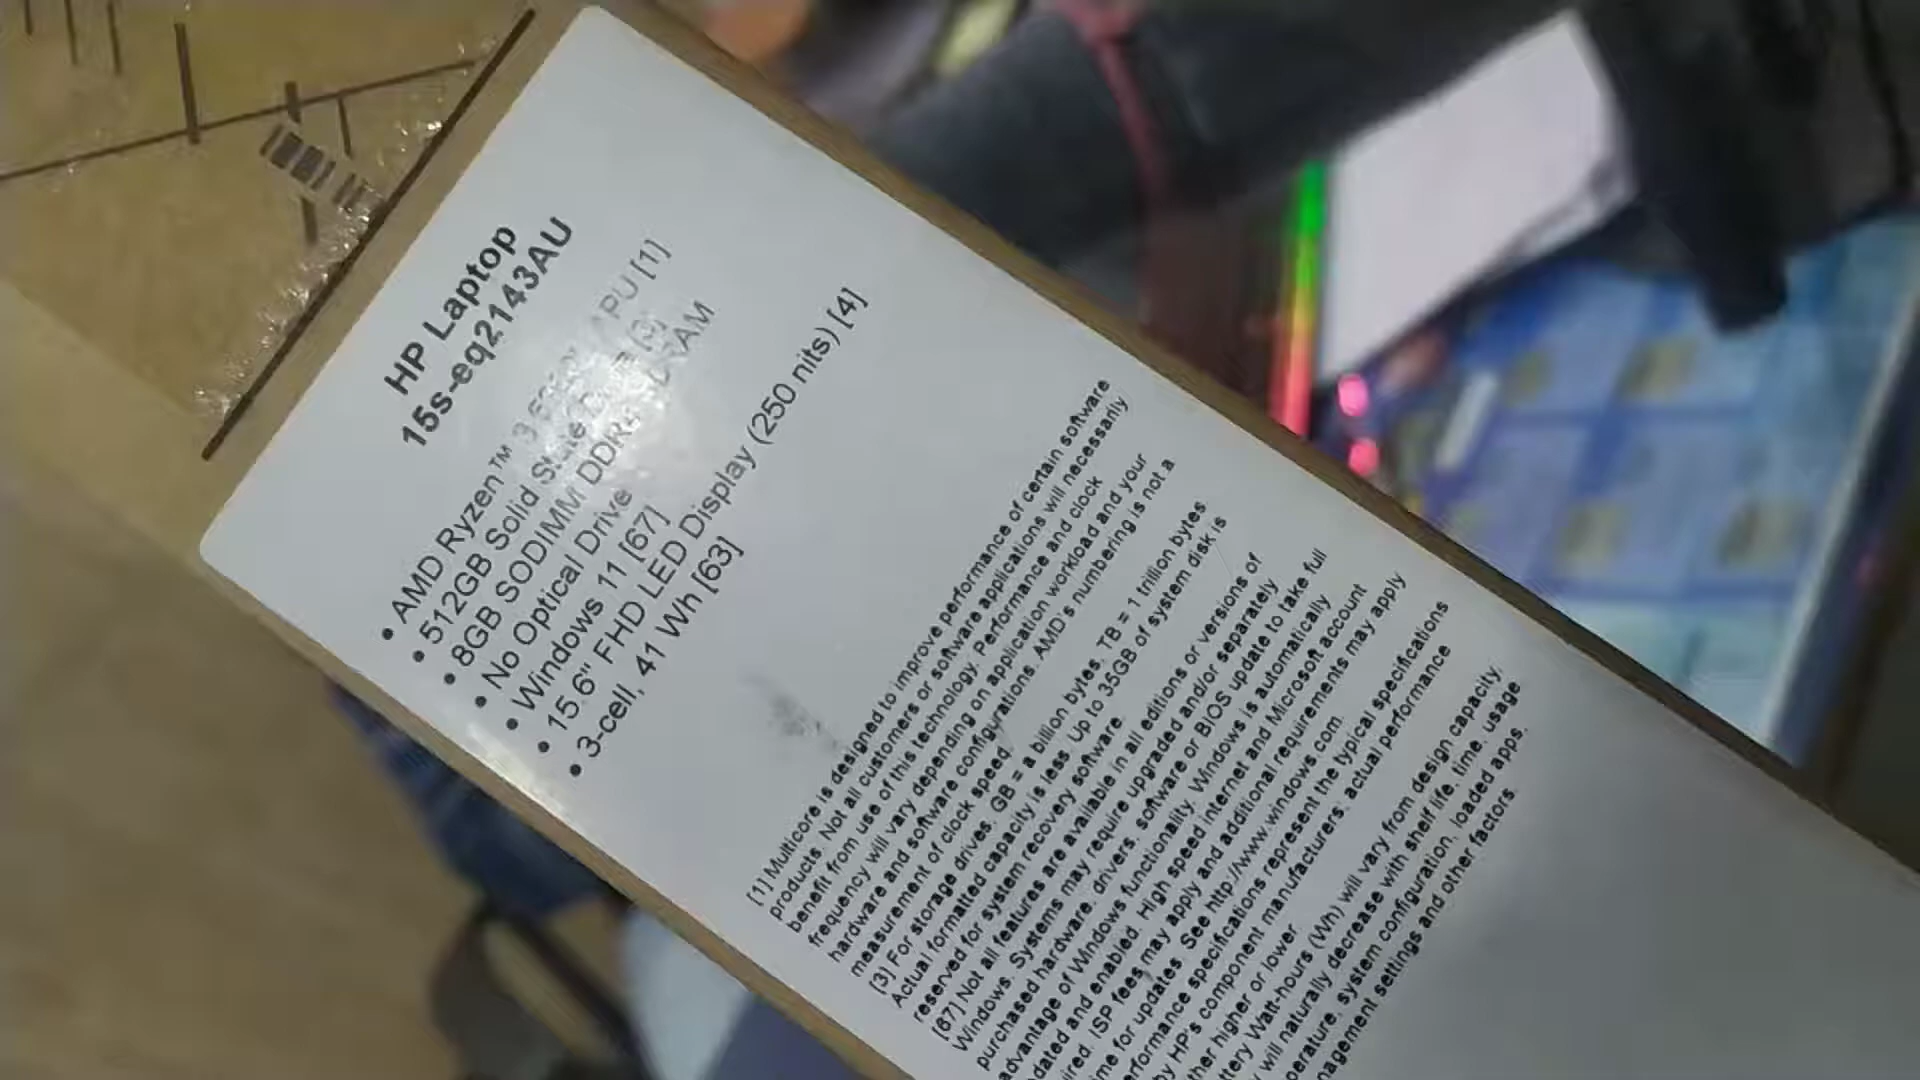 HP Laptop
15s-eq2143AU
• AMD Ryzen™ 3 APU [1]
• 512GB Solid State [3]
• 8GB SODIMM DDR4 DRAM
• No Optical Drive
• Windows 11 [67]
• 15.6" FHD LED Display (250 nits) [4]
• 3-cell, 41 Wh [63]
[1] Multicore is designed to improve performance of certain software
products. Not all customers or software applications will necessarily
benefit from use of this technology. Performance and clock
frequency will vary depending on application workload and your
hardware and software configurations. AMD's numbering is not a
measurement of clock speed.
[3] For storage drives, GB = a billion bytes. TB = 1 trillion bytes.
Actual formatted capacity is less. Up to 35GB of system disk is
reserved for system recovery software.
[67] Not all features are available in all editions or versions of
Windows. Systems may require upgraded and/or separately
purchased hardware, drivers, software or BIOS update to take full
advantage of Windows functionality. Windows is automatically
dated and enabled. High speed internet and Microsoft account
ired. ISP fees may apply and additional requirements may apply
ime for updates. See http://www.windows.com.
erformance specifications represent the typical specifications
by HP's component manufacturers; actual performance
ther higher or lower
ttery Watt-hours (Wh) will vary from design capacity.
will naturally decrease with shelf life, time, usage
perature, system configuration, loaded apps,
nagement settings and other factors.